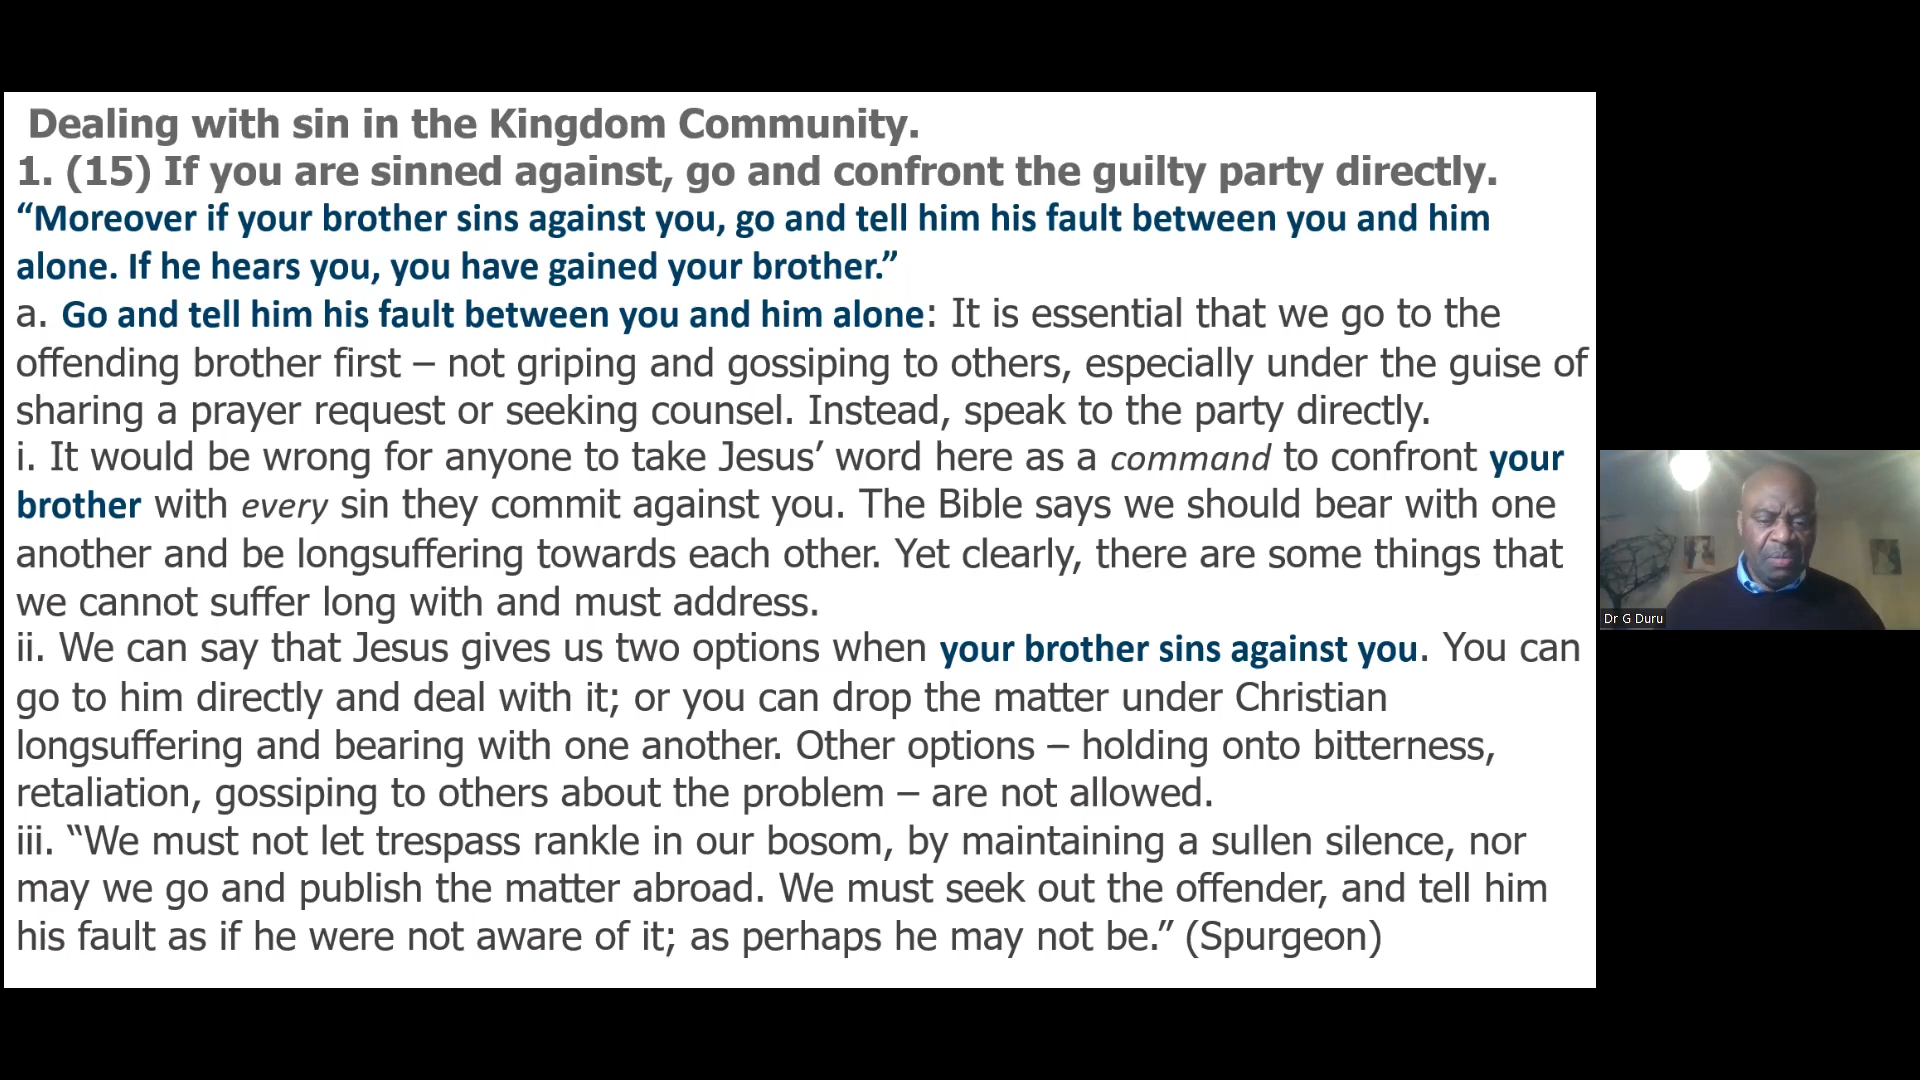 Dealing with sin in the Kingdom Community.
1. (15) If you are sinned against, go and confront the guilty party directly.
“Moreover if your brother sins against you, go and tell him his fault between you and him
alone. If he hears you, you have gained your brother.”
a. Go and tell him his fault between you and him alone: It is essential that we go to the
offending brother first – not griping and gossiping to others, especially under the guise of
sharing a prayer request or seeking counsel. Instead, speak to the party directly.
i. It would be wrong for anyone to take Jesus’ word here as a command to confront your
brother with every sin they commit against you. The Bible says we should bear with one
another and be longsuffering towards each other. Yet clearly, there are some things that
we cannot suffer long with and must address.
ii. We can say that Jesus gives us two options when your brother sins against you. You can
go to him directly and deal with it; or you can drop the matter under Christian
longsuffering and bearing with one another. Other options – holding onto bitterness,
retaliation, gossiping to others about the problem – are not allowed.
iii. “We must not let trespass rankle in our bosom, by maintaining a sullen silence, nor
may we go and publish the matter abroad. We must seek out the offender, and tell him
his fault as if he were not aware of it; as perhaps he may not be.” (Spurgeon)
Dr G Duru